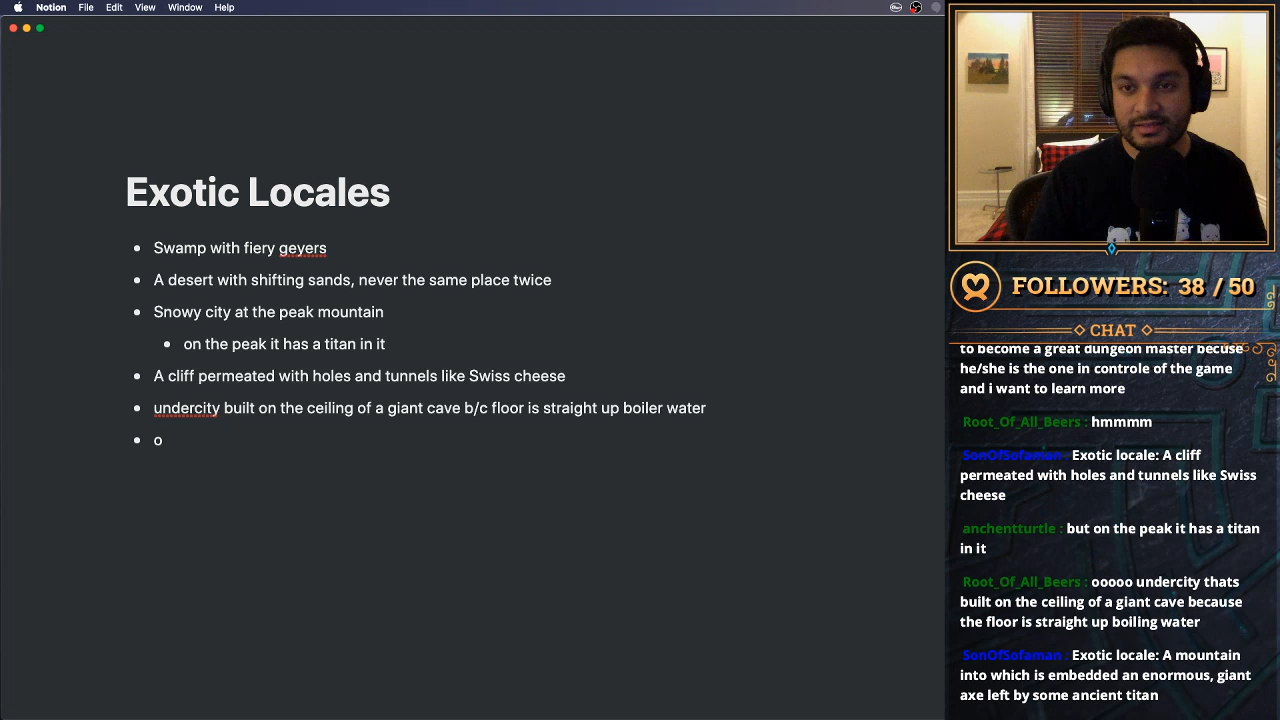 Notion File Edit View Window Help
Exotic Locales
Swamp with fiery geyers
A desert with shifting sands, never the same place twice
Snowy city at the peak mountain
on the peak it has a titan in it
A cliff permeated with holes and tunnels like Swiss cheese
undercity built on the ceiling of a giant cave b/c floor is straight up boiler water
o
FOLLOWERS: 38 / 50
CHAT
to become a great dungeon master becuse
he/she is the one in controle of the game
and i want to learn more
Root_Of_All_Beers : hmmmm
SonOfSofaman : Exotic locale: A cliff
permeated with holes and tunnels like Swiss
cheese
anchentturtle : but on the peak it has a titan
in it
Root_Of_All_Beers : ooooo undercity thats
built on the ceiling of a giant cave because
the floor is straight up boiling water
SonOfSofaman : Exotic locale: A mountain
into which is embedded an enormous, giant
axe left by some ancient titan